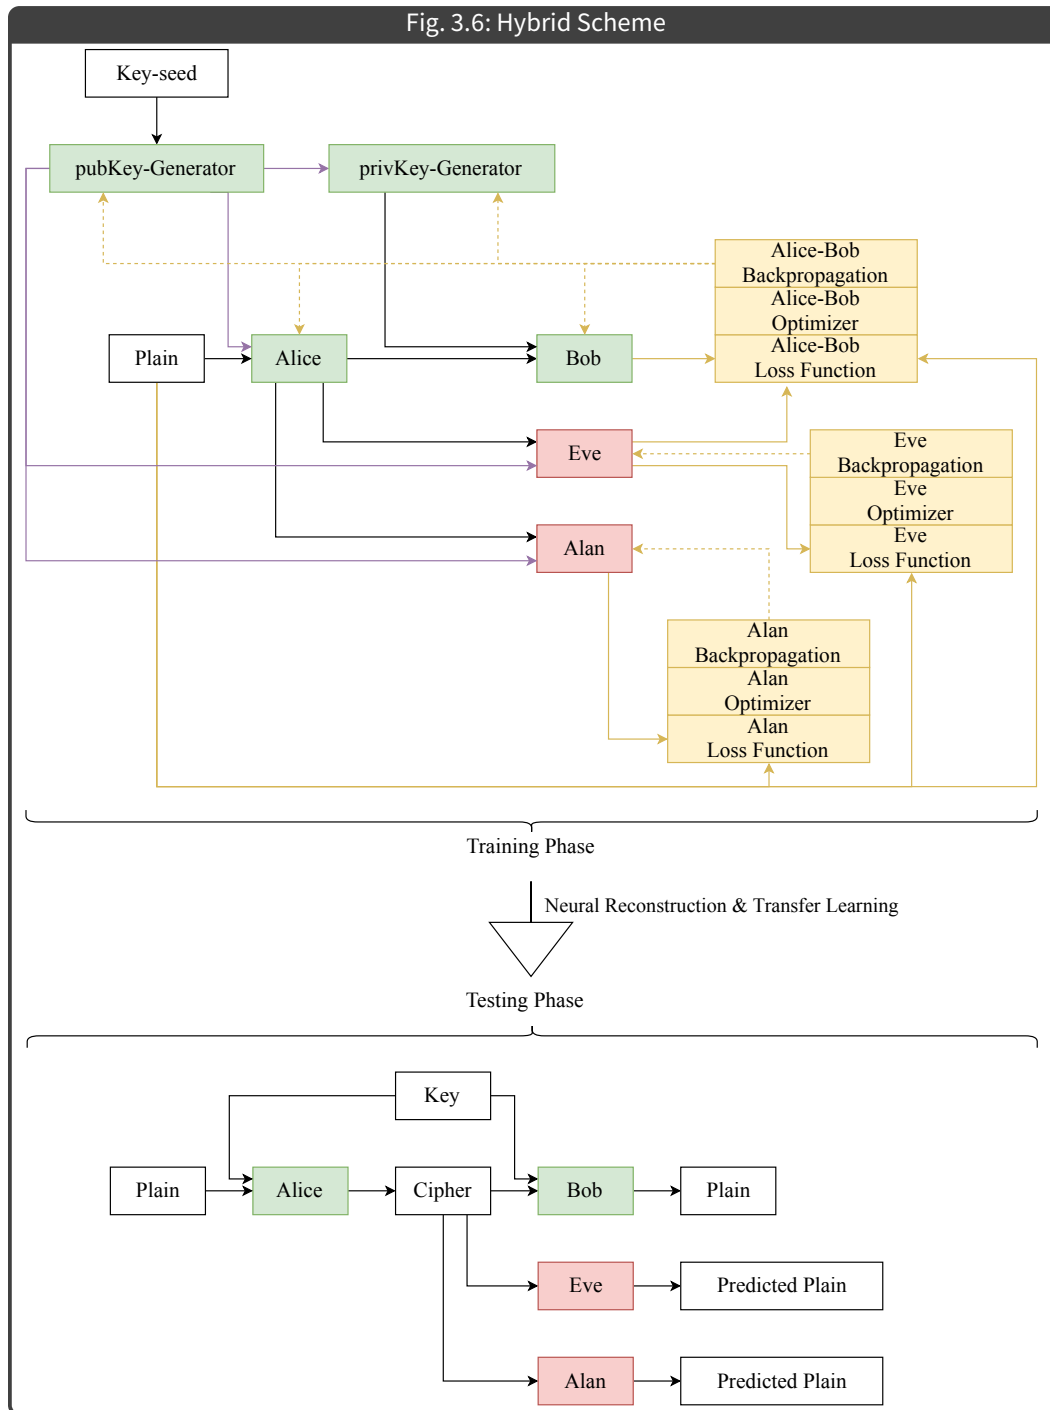 Fig. 3.6: Hybrid Scheme
Key-seed
pubKey-Generator
privKey-Generator
Alice-Bob
Backpropagation
Alice-Bob
Optimizer
Alice-Bob
Loss Function
Plain
Alice
Bob
Eve
Eve
Backpropagation
Eve
Optimizer
Eve
Loss Function
Alan
Alan
Backpropagation
Alan
Optimizer
Alan
Loss Function
Training Phase
Neural Reconstruction & Transfer Learning
Testing Phase
Key
Plain
Alice
Cipher
Bob
Plain
Eve
Predicted Plain
Alan
Predicted Plain